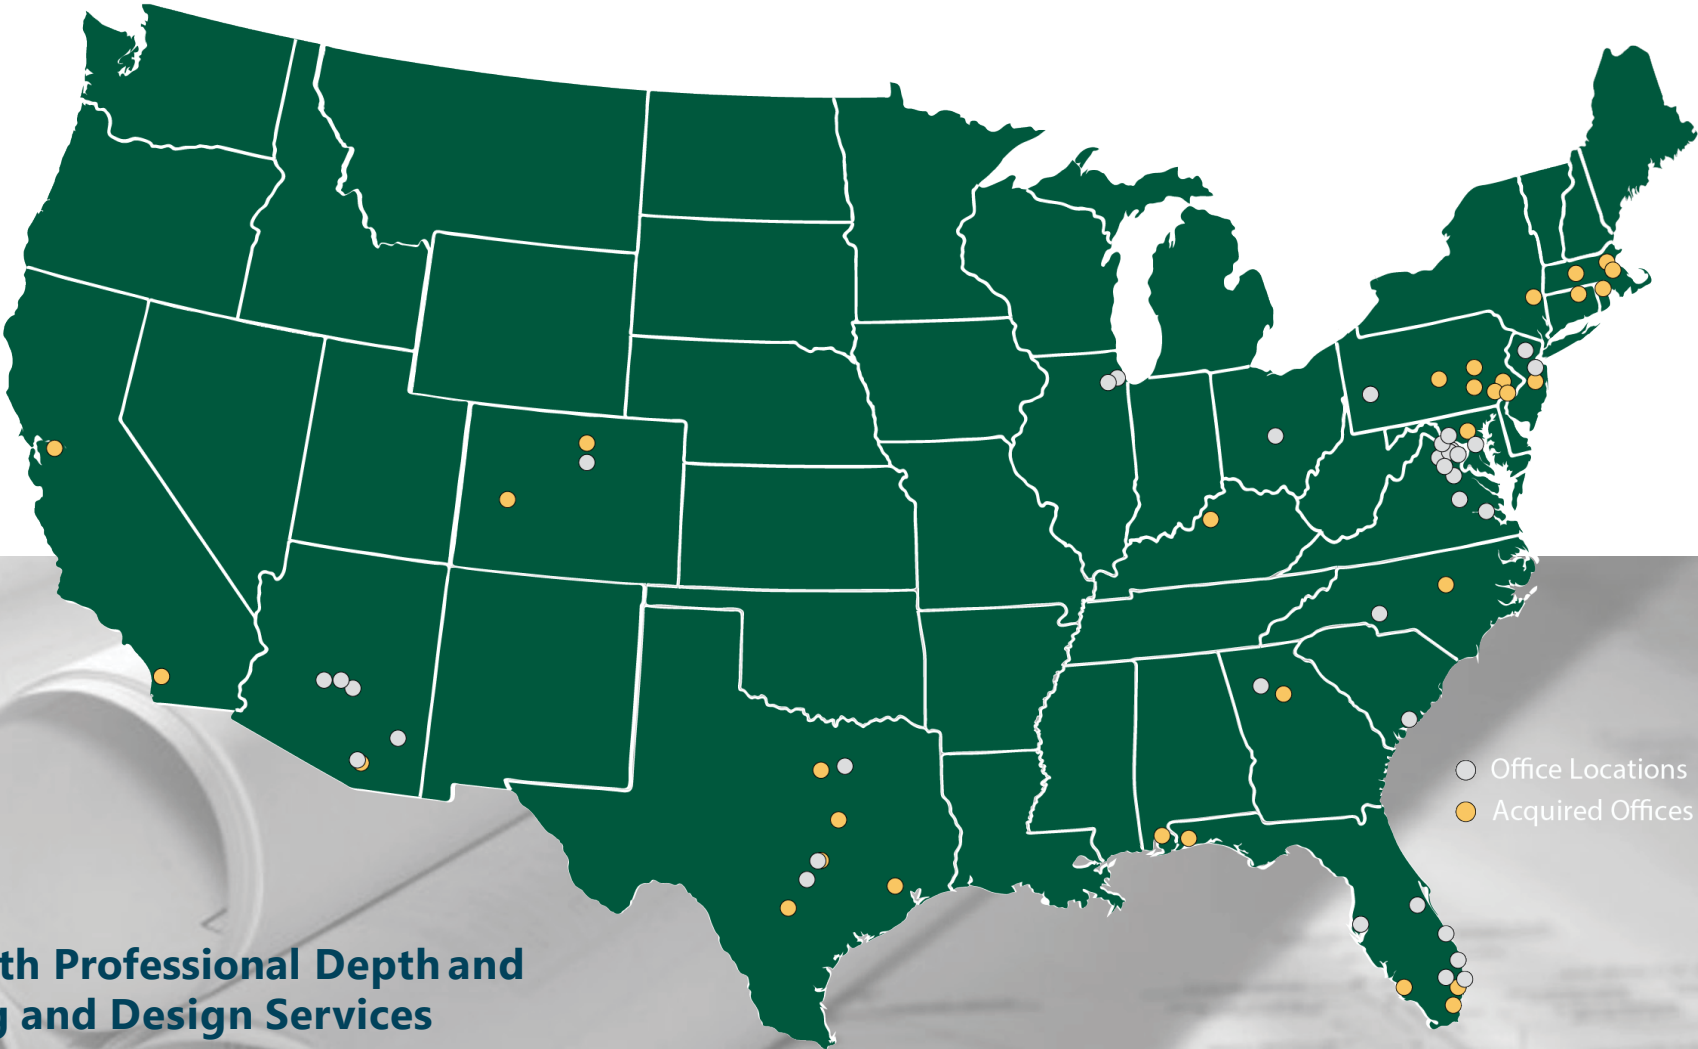 Office Locations
Acquired Offices
th Professional Depth and
g and Design Services